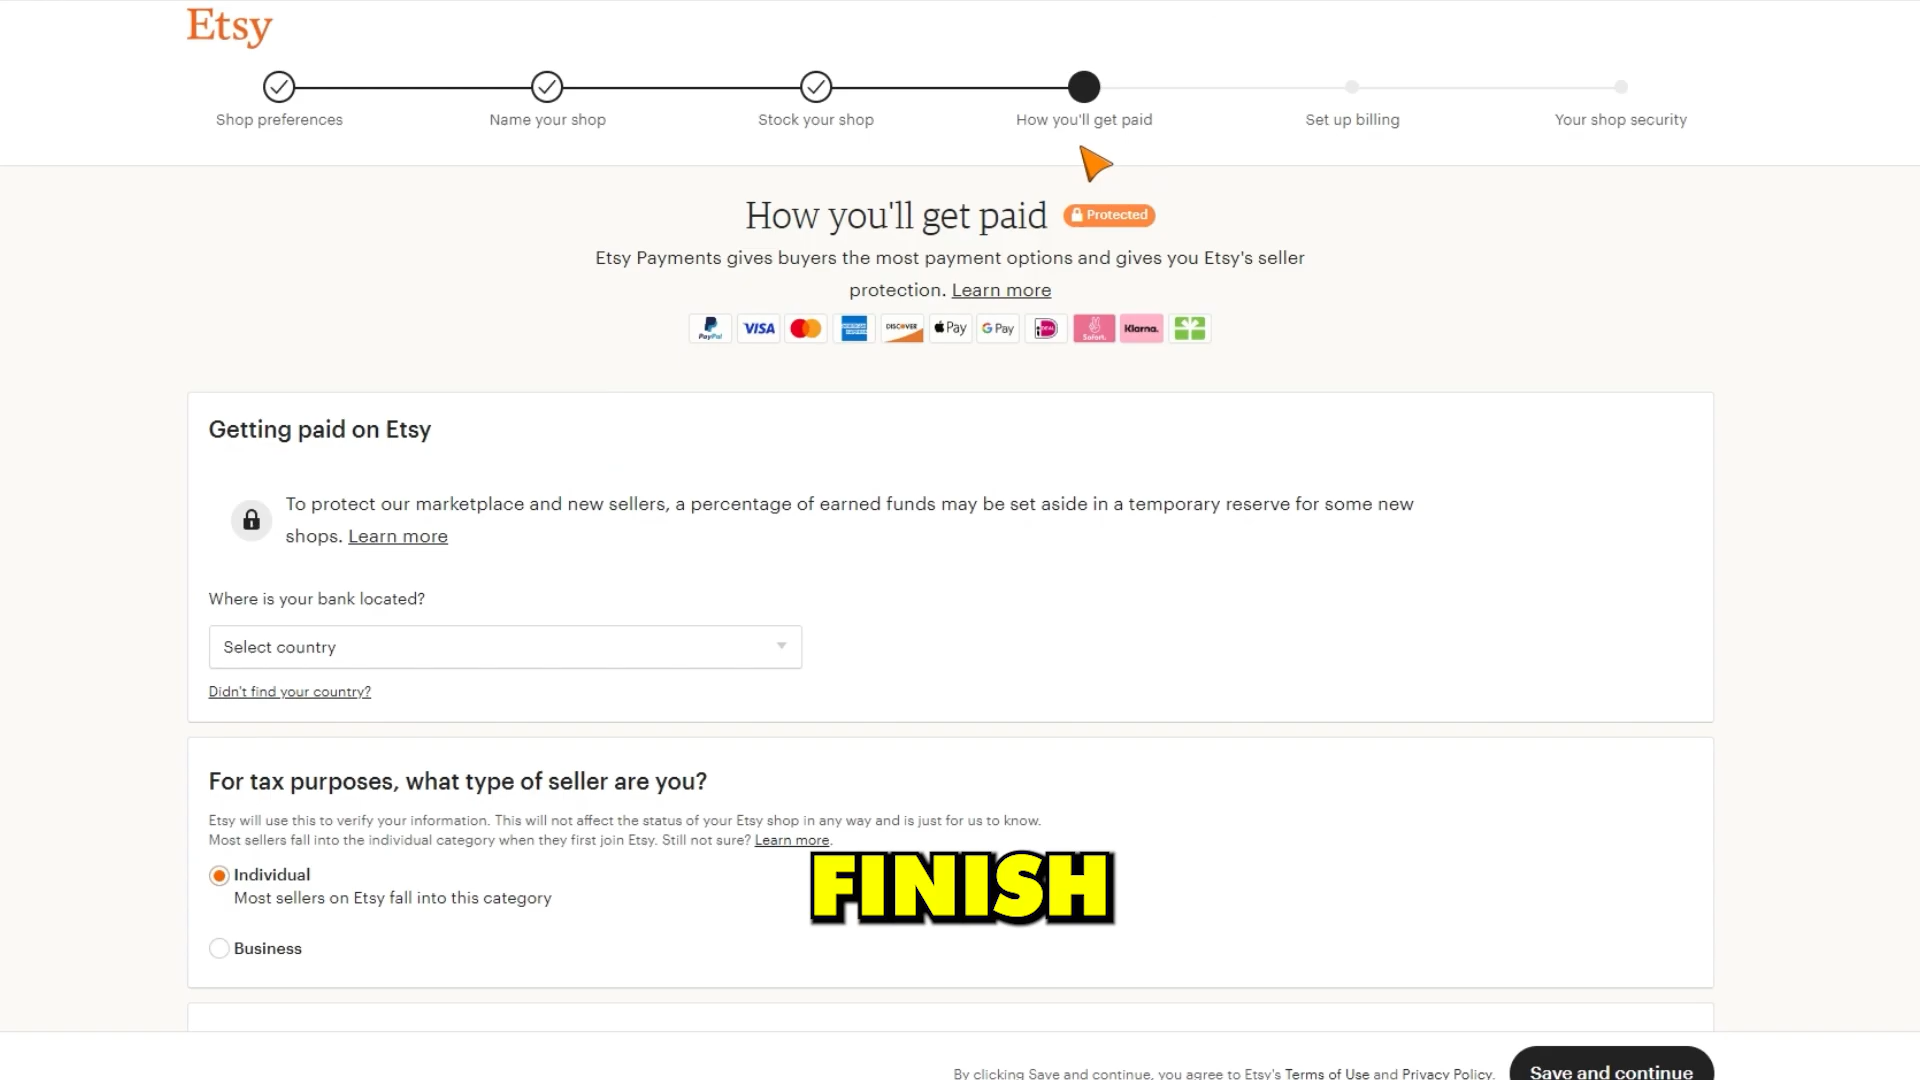 Etsy
Shop preferences
Name your shop
Stock your shop
How you'll get paid
Set up billing
Your shop security
How you'll get paid
Protected
Etsy Payments gives buyers the most payment options and gives you Etsy's seller
protection. Learn more
PayPal
VISA
AMERICAN EXPRESS
DISCOVER
Pay
G Pay
iDEAL
Sofort.
Klarna.
Getting paid on Etsy
To protect our marketplace and new sellers, a percentage of earned funds may be set aside in a temporary reserve for some new
shops. Learn more
Where is your bank located?
Select country
Didn't find your country?
For tax purposes, what type of seller are you?
Etsy will use this to verify your information. This will not affect the status of your Etsy shop in any way and is just for us to know.
Most sellers fall into the individual category when they first join Etsy. Still not sure? Learn more.
Individual
Most sellers on Etsy fall into this category
FINISH
Business
By clicking Save and continue, you agree to Etsy's Terms of Use and Privacy Policy.
Save and continue